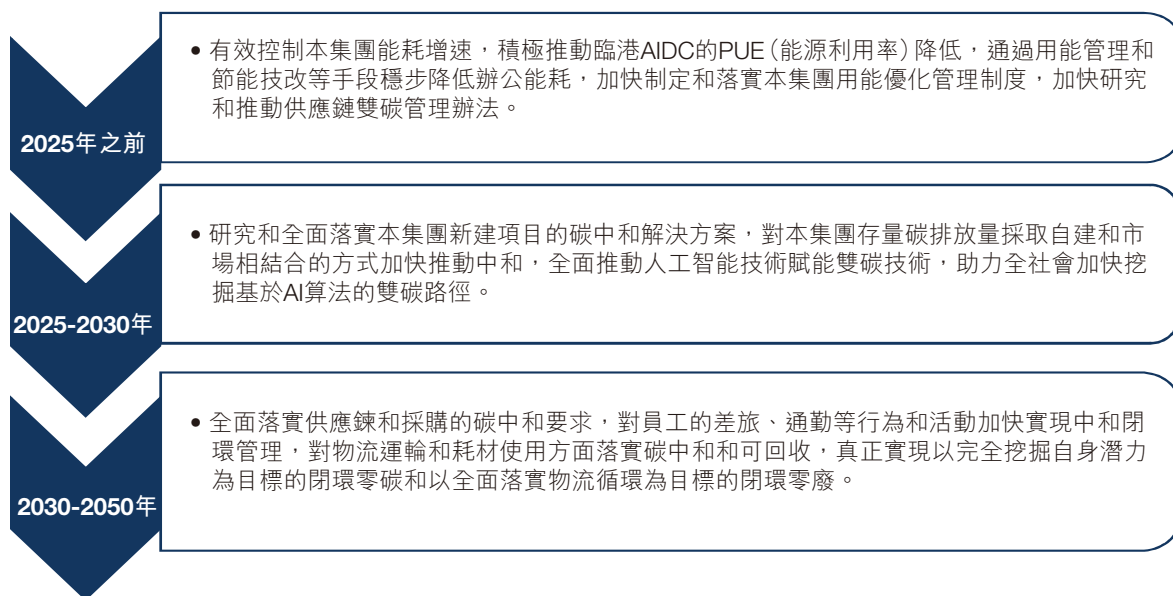 • 有效控制本集團能耗增速，積極推動臨港AIDC的PUE（能源利用率）降低，通過用能管理和
節能技改等手段穩步降低辦公能耗，加快制定和落實本集團用能優化管理制度，加快研究
和推動供應鏈雙碳管理辦法。
2025年之前
• 研究和全面落實本集團新建項目的碳中和解決方案，對本集團存量碳排放量採取自建和市
場相結合的方式加快推動中和，全面推動人工智能技術賦能雙碳技術，助力全社會加快挖
掘基於AI算法的雙碳路徑。
2025-2030年
• 全面落實供應鍊和採購的碳中和要求，對員工的差旅、通勤等行為和活動加快實現中和閉
環管理，對物流運輪和耗材使用方面落實碳中和和可回收，真正實現以完全挖掘自身潛力
為目標的閉環零碳和以全面落實物流循環為目標的閉環零廢。
2030-2050年